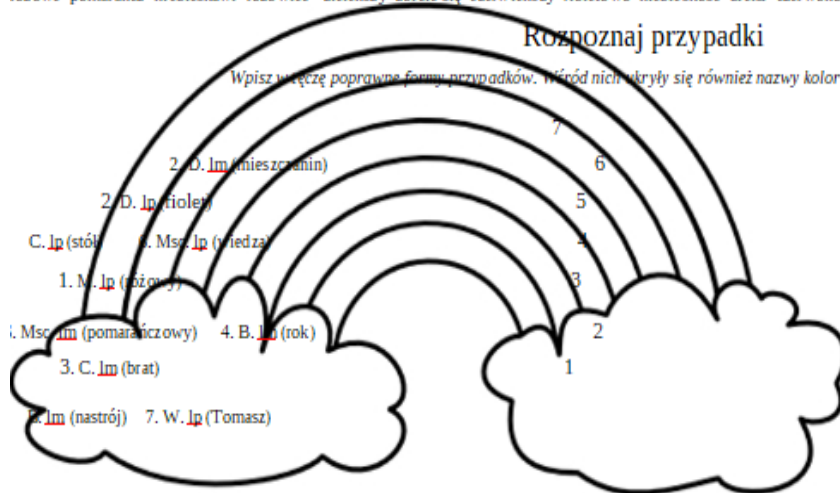 Rozpoznaj przypadki
Wpisz w tęczę poprawne formy przypadków. Wśród nich ukryły się również nazwy kolor
7
2. D. lm (mieszczanin)
6
2. D. lp (fiolet)
5
C. lp (stół) Msc. lp (wiedza)
4
1. M. lp (różowy)
3
Msc. lm (pomarańczowy) 4. B. lm (rok)
2
3. C. lm (brat)
1
lm (nastrój) 7. W. lp (Tomasz)